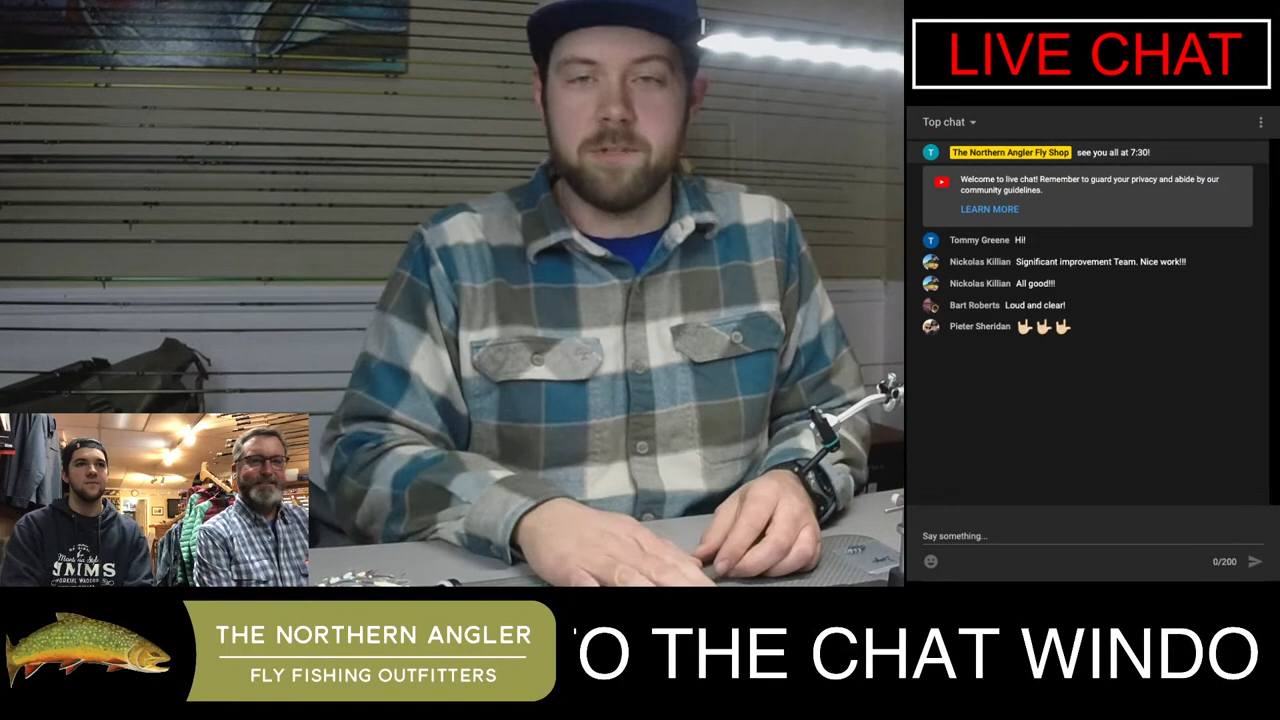 LIVE CHAT
Top chat
T The Northern Angler Fly Shop see you all at 7:30!
Welcome to live chat! Remember to guard your privacy and abide by our
community guidelines.
LEARN MORE
T Tommy Greene Hi!
Nickolas Killian Significant improvement Team. Nice work!!!
Nickolas Killian All good!!!
Bart Roberts Loud and clear!
Pieter Sheridan 🤟🏻🤟🏻🤟🏻
Say something...
0/200
SIMMS
THE NORTHERN ANGLER
FLY FISHING OUTFITTERS
O THE CHAT WINDO